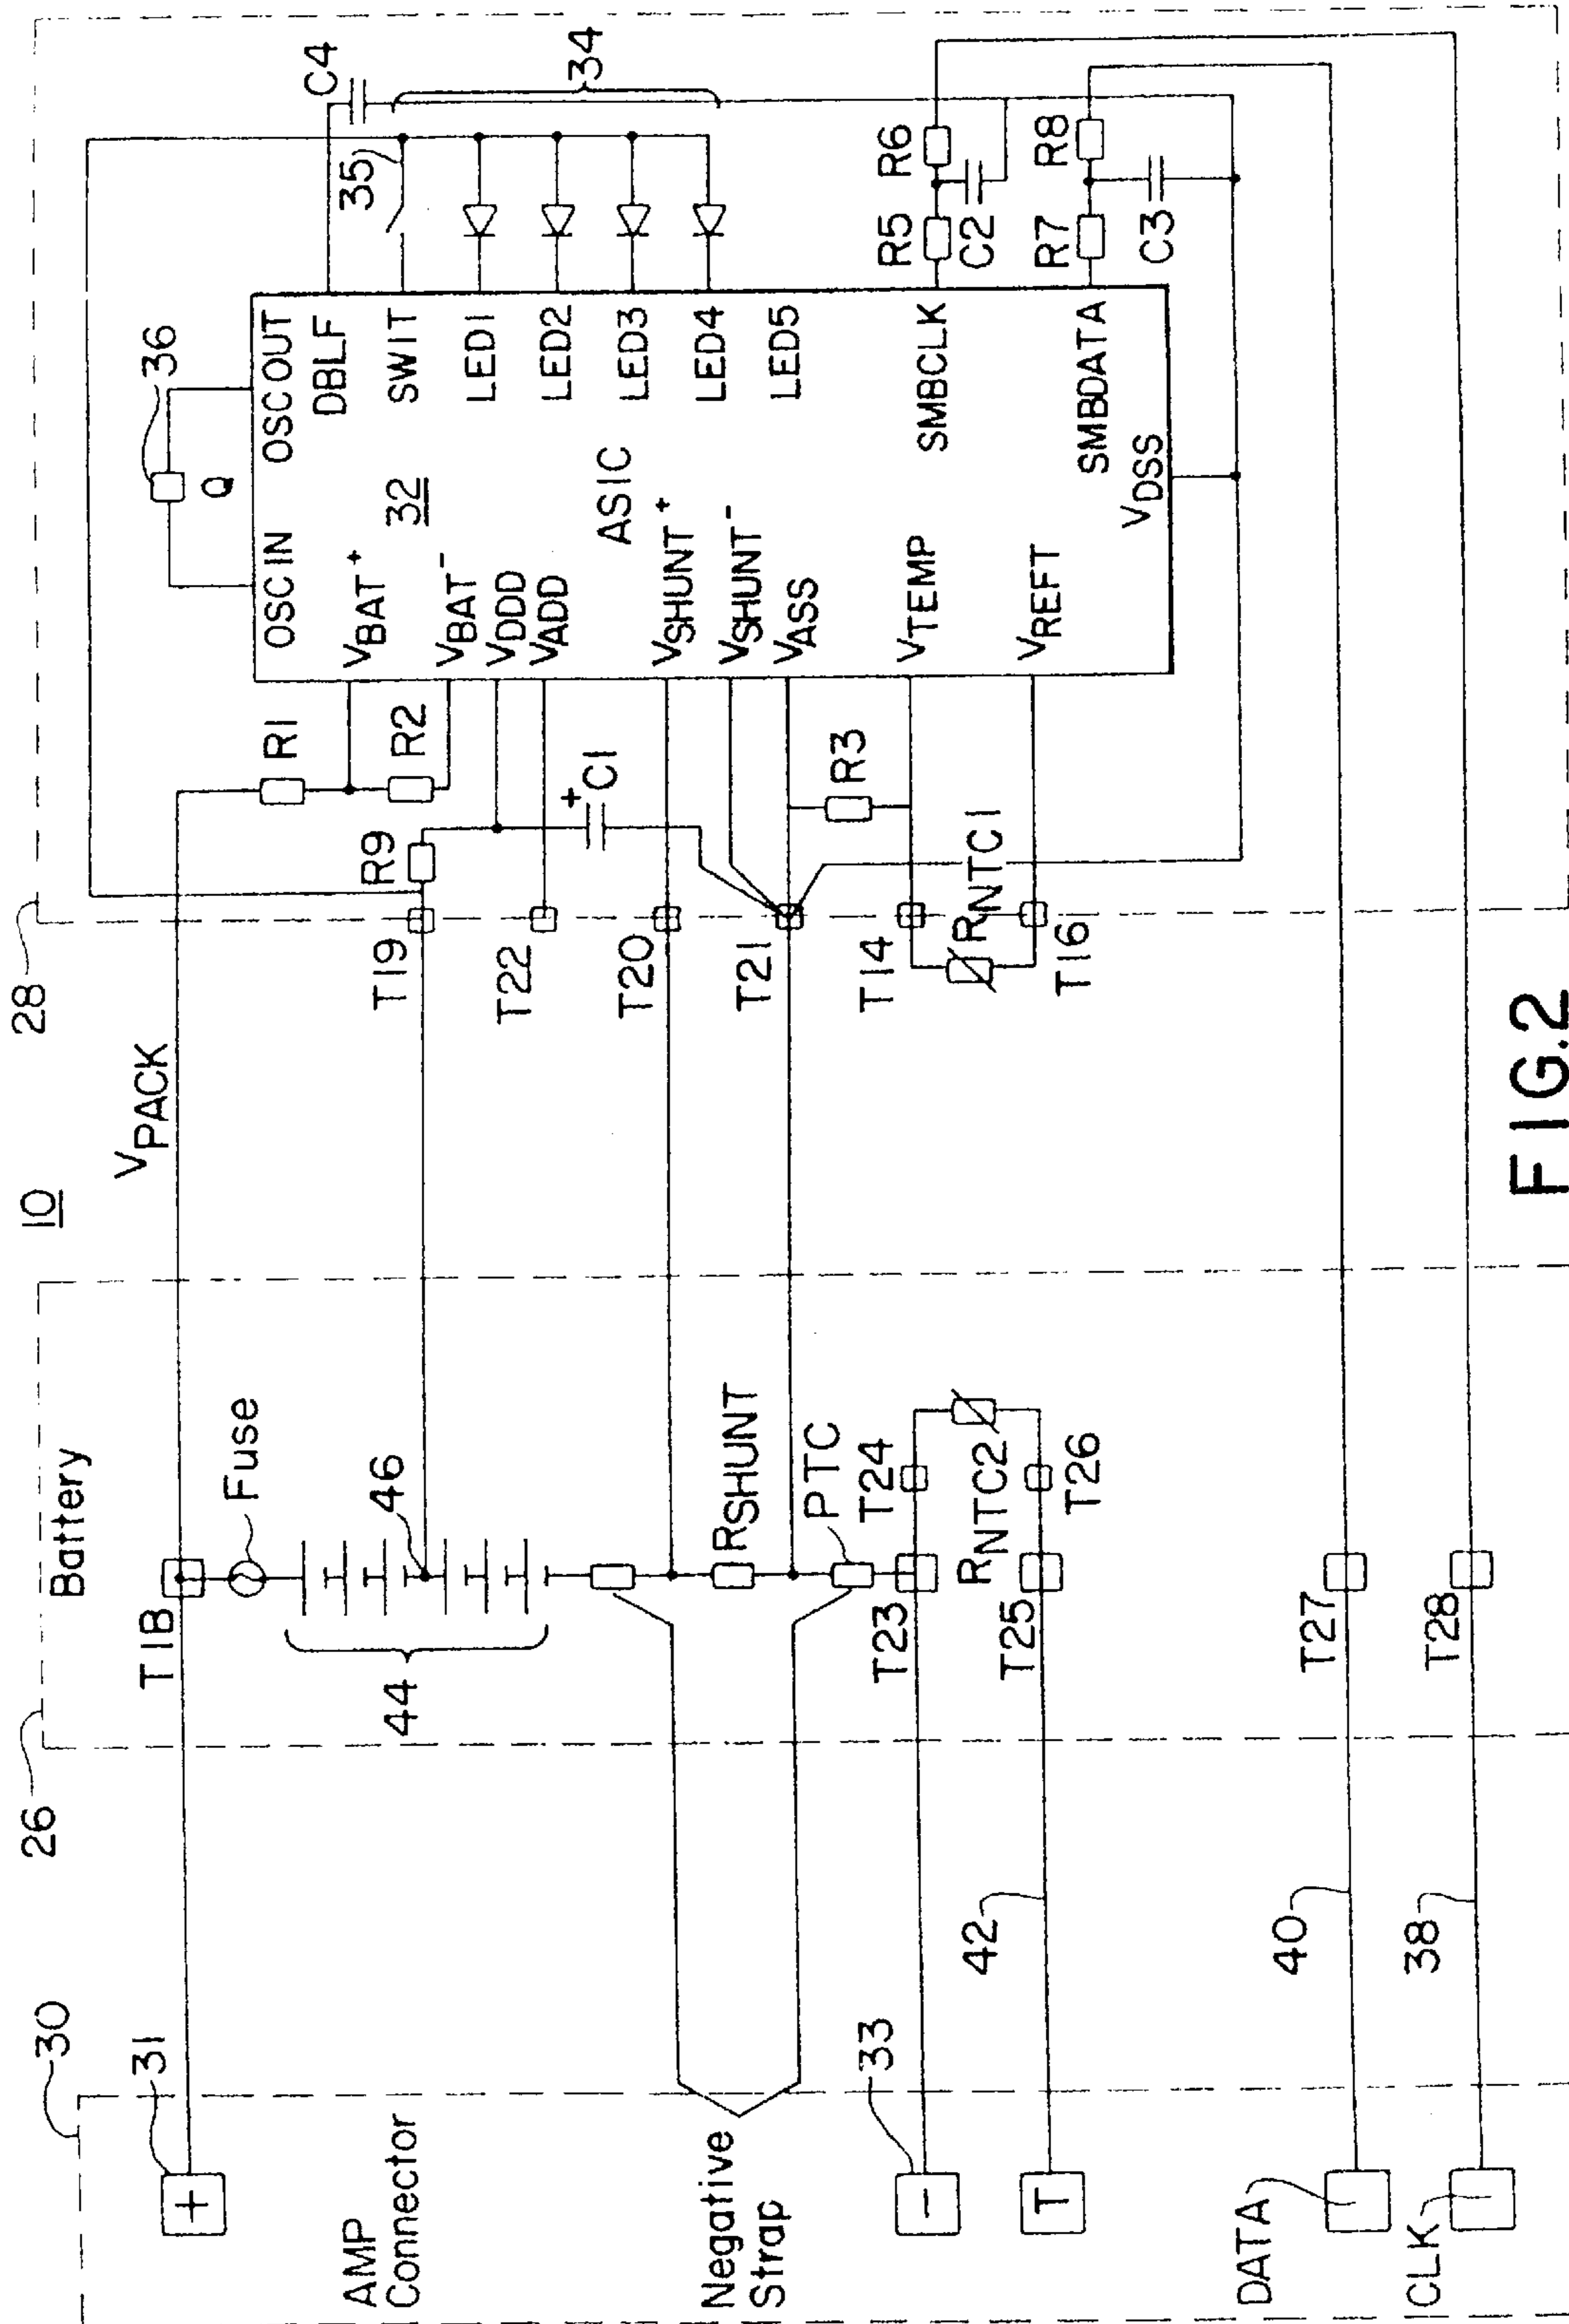 10
28
26
30
Battery
AMP
Connector
31
+
T1B
Fuse
VPACK
44
46
T19
T22
T20
T21
T14
T16
RNTC1
RSHUNT
PTC
Negative
Strap
33
-
T
42
T23
T24
RNTC2
T25
T26
T27
T28
DATA
40
CLK
38
R9
R1
R2
+
C1
R3
36
Q
OSC IN
OSC OUT
VBAT+
VBAT-
VDDD
VADD
VSHUNT+
VSHUNT-
VASS
VTEMP
VREFT
32
ASIC
DBLF
SWIT
LED1
LED2
LED3
LED4
LED5
SMBCLK
SMBDATA
VDSS
C4
35
34
R5
R6
C2
R7
R8
C3
FIG.2